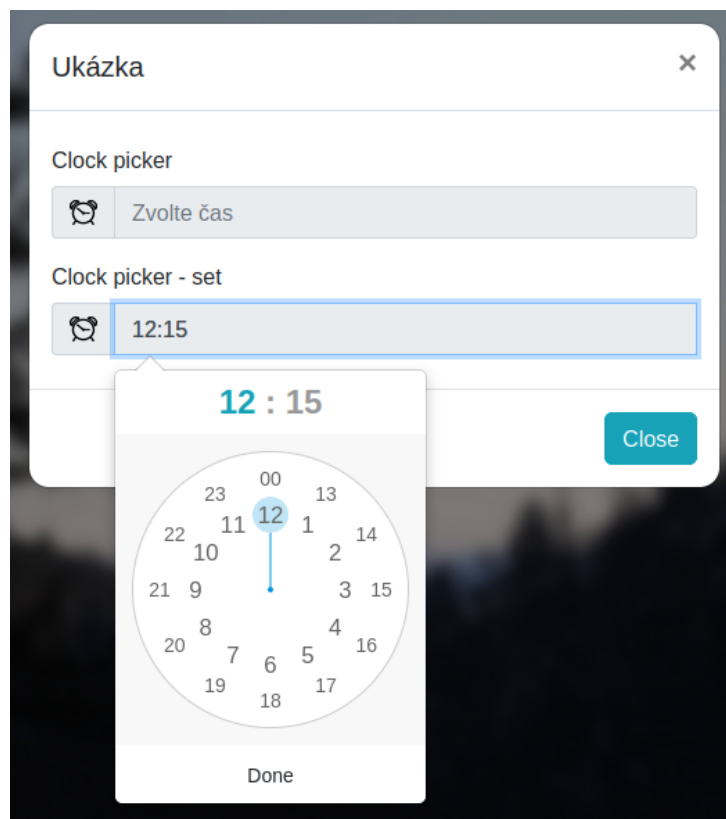 Ukázka ×
Clock picker
Zvolte čas
Clock picker - set
12:15
12 : 15
Close
00
23 13
12
11 1
22 14
10 2
21 9 3 15
8 4
20 16
7 5
6
19 17
18
Done